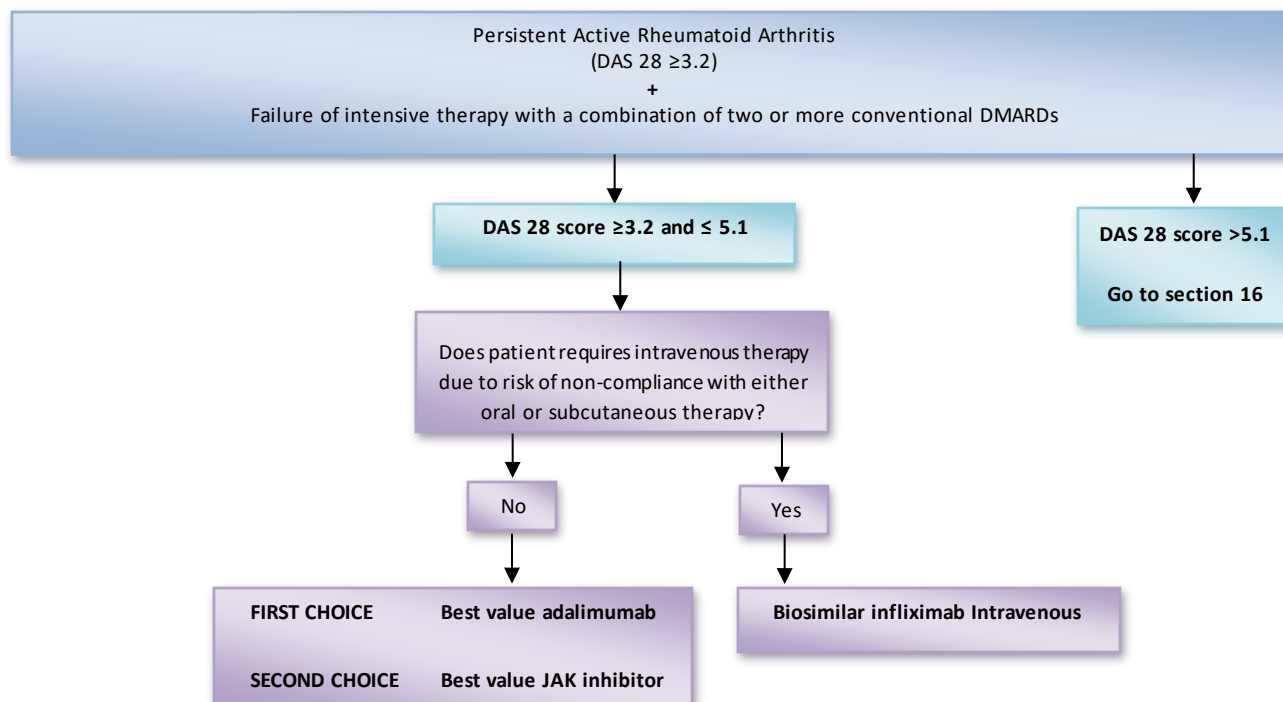 Persistent Active Rheumatoid Arthritis
(DAS 28 ≥3.2)
+
Failure of intensive therapy with a combination of two or more conventional DMARDs
DAS 28 score ≥3.2 and ≤ 5.1
DAS 28 score >5.1
Go to section 16
Does patient requires intravenous therapy
due to risk of non-compliance with either
oral or subcutaneous therapy?
No
Yes
FIRST CHOICE Best value adalimumab
SECOND CHOICE Best value JAK inhibitor
Biosimilar infliximab Intravenous